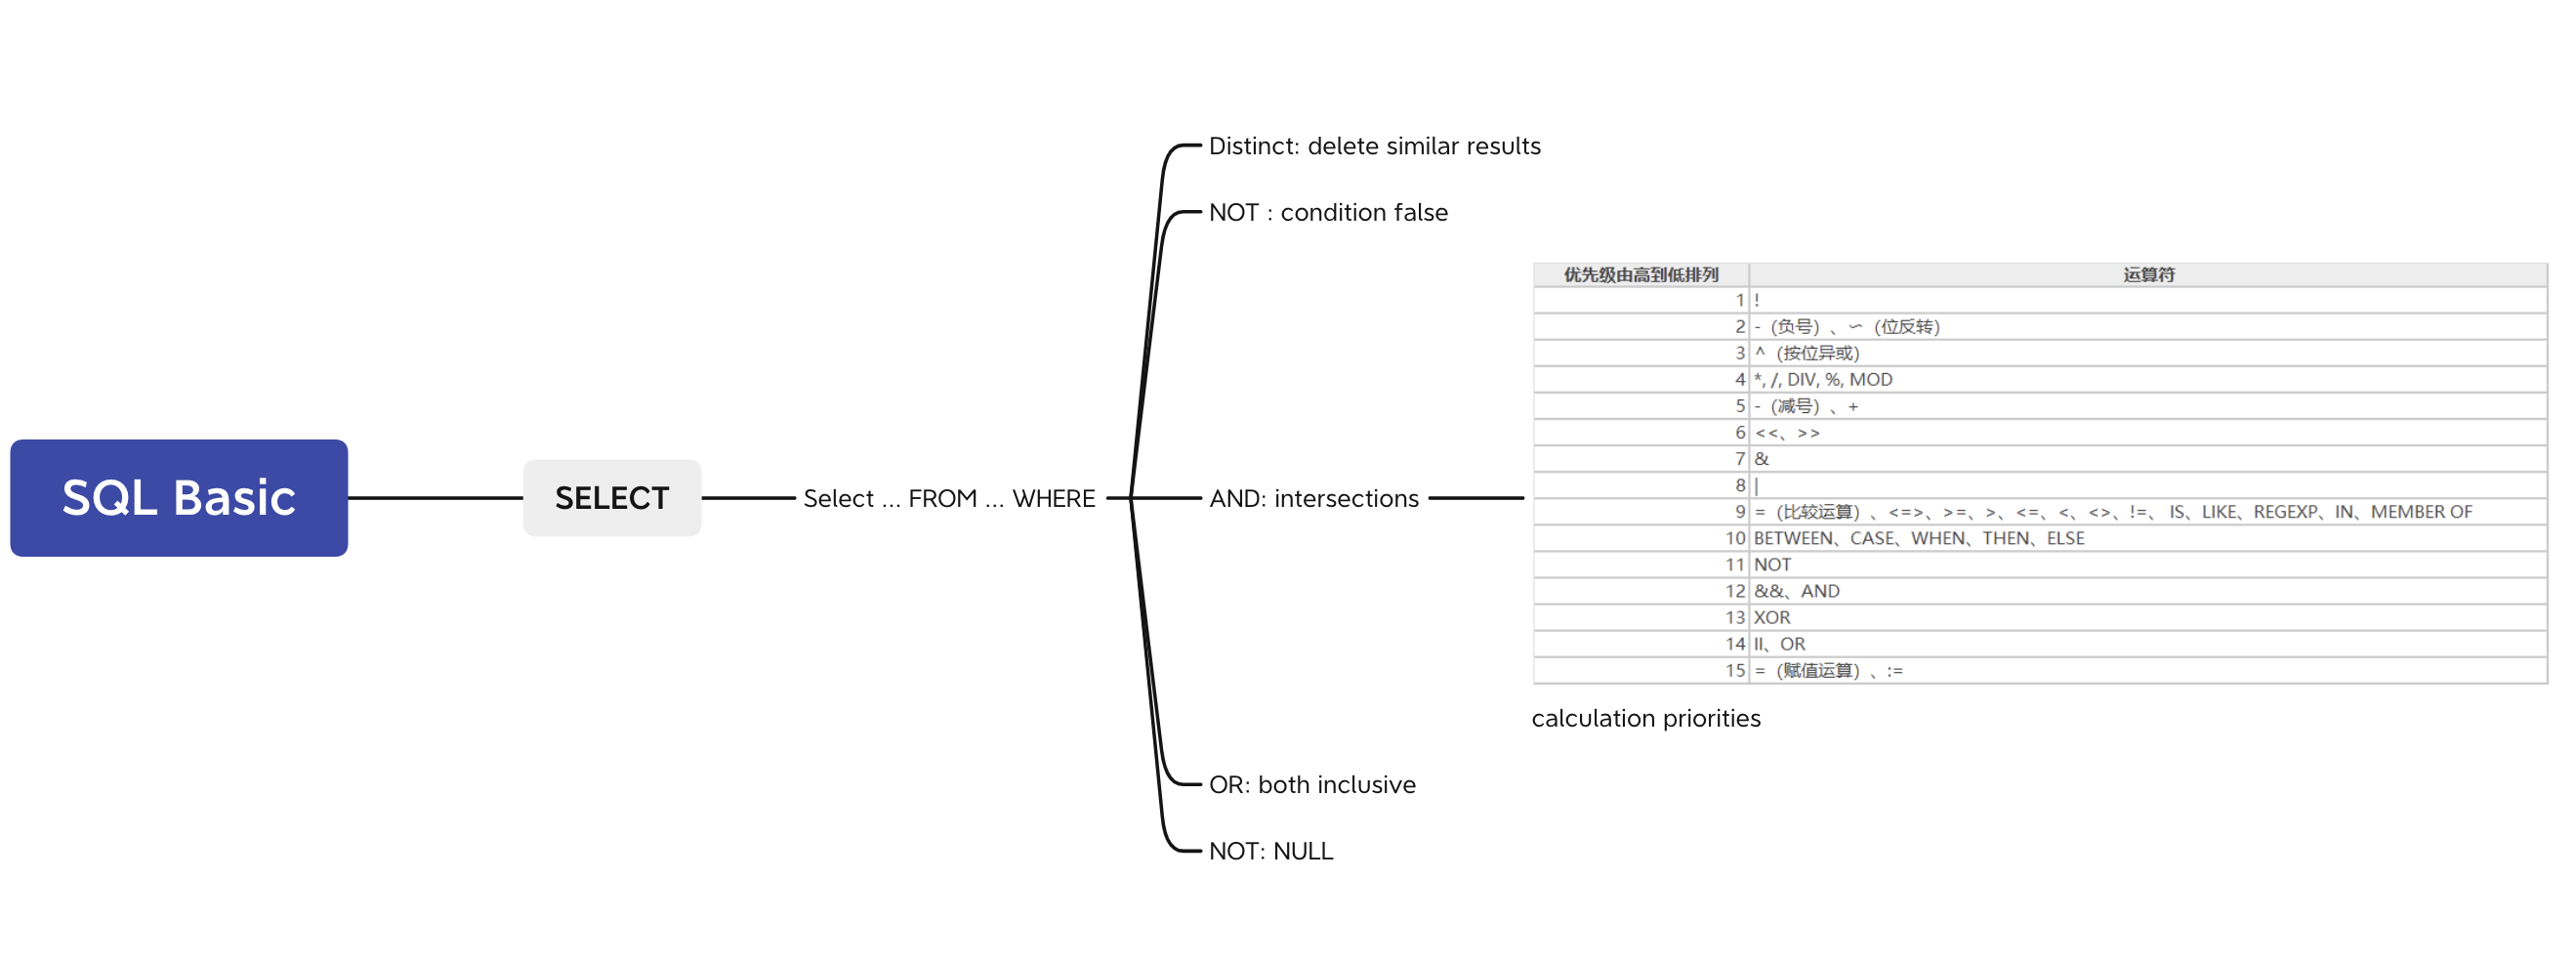 SQL Basic
SELECT
Select ... FROM ... WHERE
Distinct: delete similar results
NOT : condition false
AND: intersections
优先级由高到低排列 运算符
1 !
2 -（负号）、∽（位反转）
3 ^（按位异或）
4 *, /, DIV, %, MOD
5 -（减号）、+
6 <<、>>
7 &
8 |
9 =（比较运算）、<=>、>=、>、<=、<、<>、!=、 IS、LIKE、REGEXP、IN、MEMBER OF
10 BETWEEN、CASE、WHEN、THEN、ELSE
11 NOT
12 &&、AND
13 XOR
14 II、OR
15 =（赋值运算）、:=
calculation priorities
OR: both inclusive
NOT: NULL